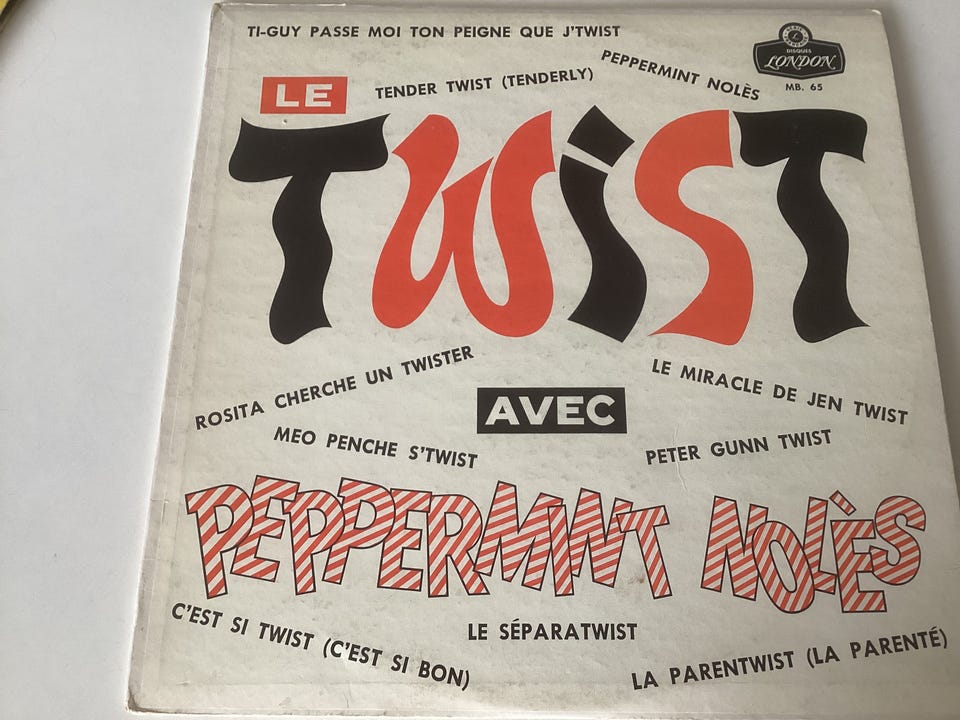 TI-GUY PASSE MOI TON PEIGNE QUE J'TWIST
DISQUES
LONDON
MB. 65
PEPPERMINT NOLÈS
TENDER TWIST (TENDERLY)
LE
TWiST
ROSITA CHERCHE UN TWISTER
LE MIRACLE DE JEN TWIST
AVEC
MEO PENCHE S'TWIST
PETER GUNN TWIST
PEPPERMINT NOLÈS
C'EST SI TWIST (C'EST SI BON)
LE SÉPARATWIST
LA PARENTWIST (LA PARENTÉ)